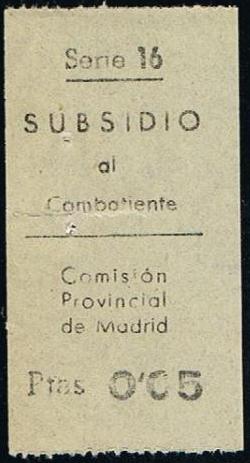 Serie 16
SUBSIDIO
al
Combatiente
Comisión
Provincial
de Madrid
Ptas 0'05